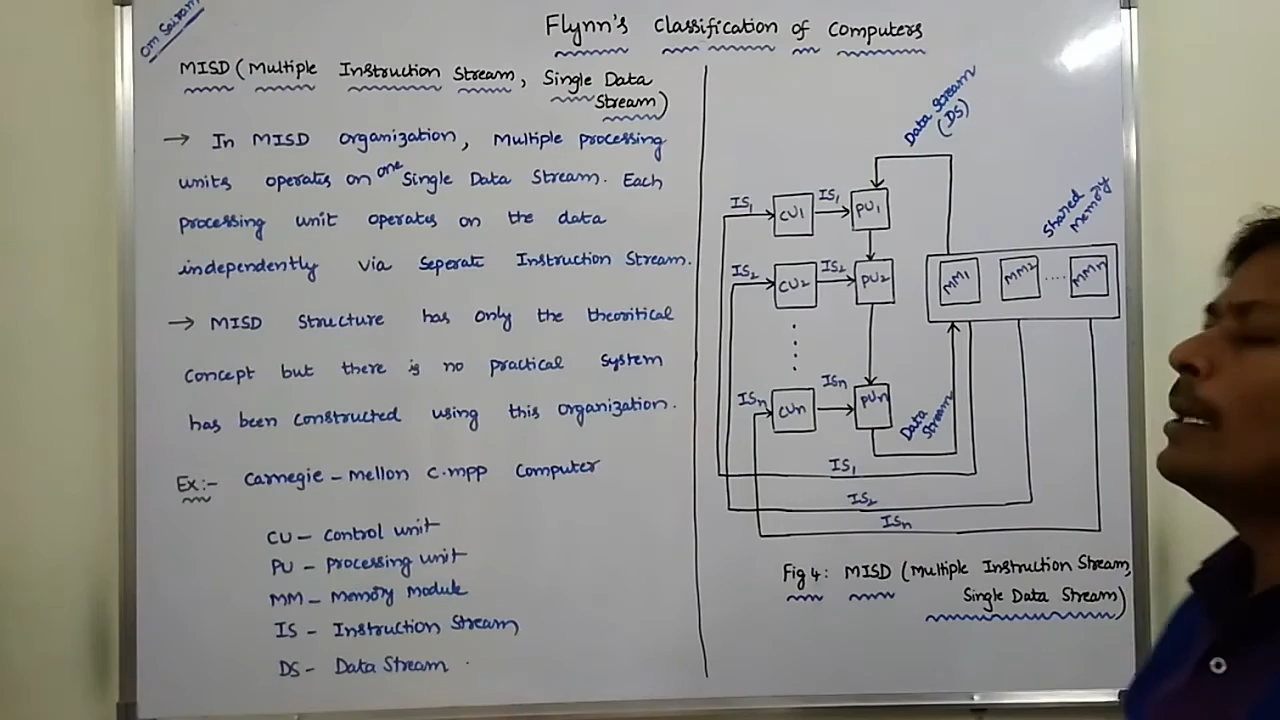 Om Sairam
Flynn's Classification of Computers
MISD (Multiple Instruction Stream, Single Data
Stream)
→ In MISD organization, Multiple processing
units operates on one Single Data Stream. Each
processing unit operates on the data
independently via Seperate Instruction Stream.
→ MISD Structure has only the theoritical
concept but there is no practical system
has been constructed using this organization.
Ex:- Carnegie-mellon c.mpp computer
CU - Control unit
PU - processing unit
MM - Memory Module
IS - Instruction Stream
DS - Data Stream
Data Stream
(DS)
Shared
Memory
IS1 CU1 IS1 PU1
IS2 CU2 IS2 PU2
MM1 MM2 .... MMn
ISn CUn ISn PUn
Data
Stream
IS1
IS2
ISn
Fig 4: MISD (Multiple Instruction Stream,
Single Data Stream)